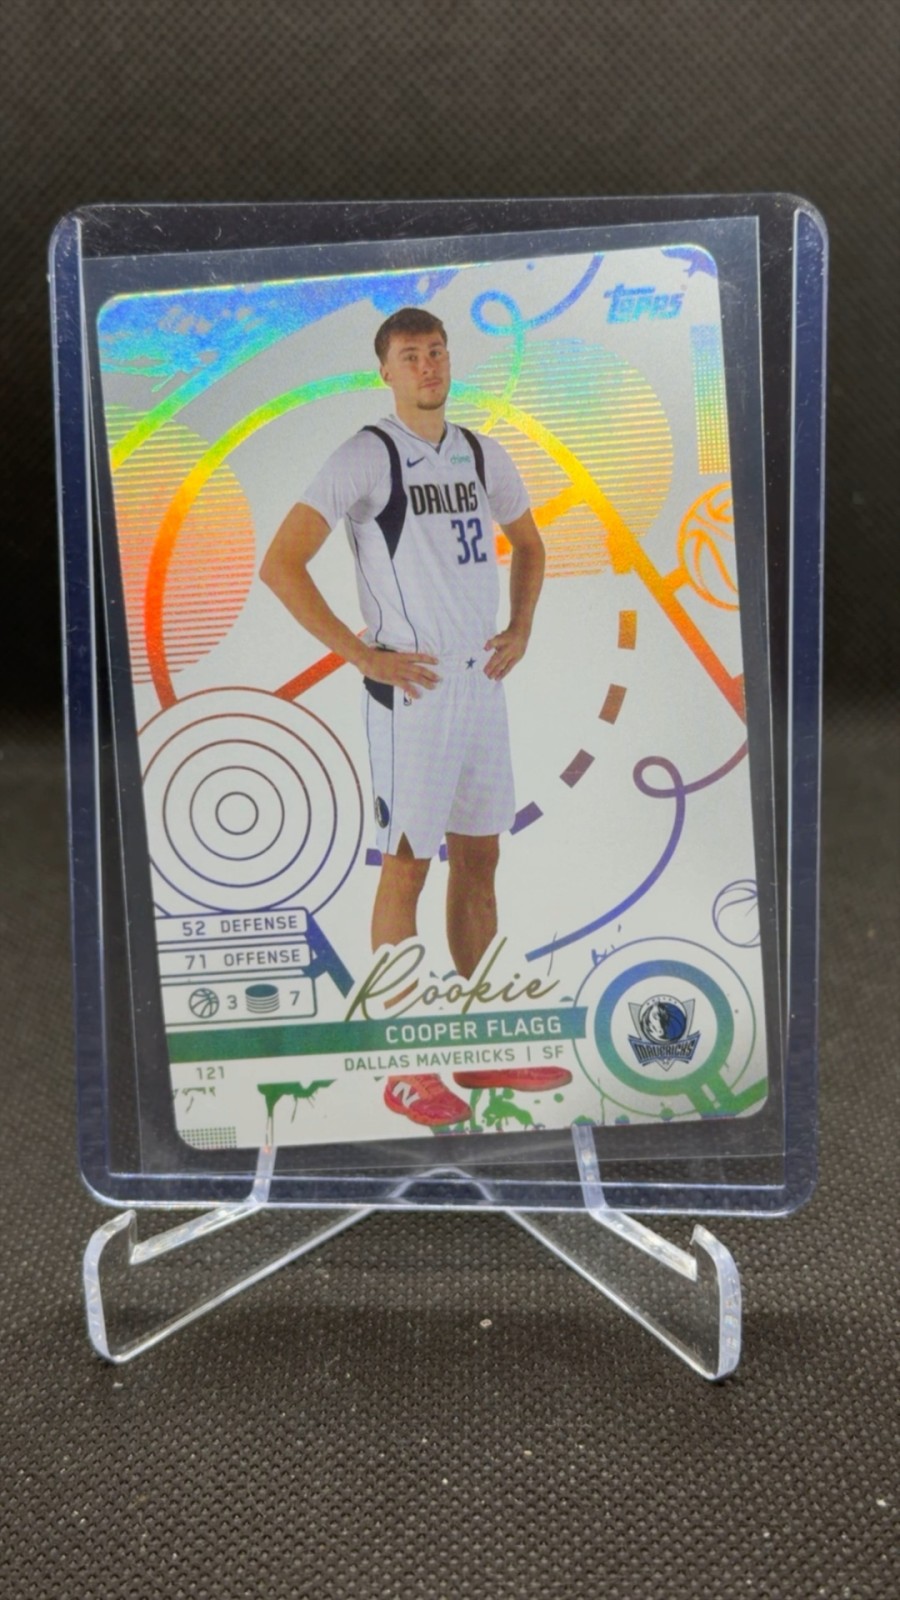 Topps
DALLAS
32
52 DEFENSE
71 OFFENSE
3 7
Rookie
COOPER FLAGG
DALLAS MAVERICKS | SF
MAVERICKS
121